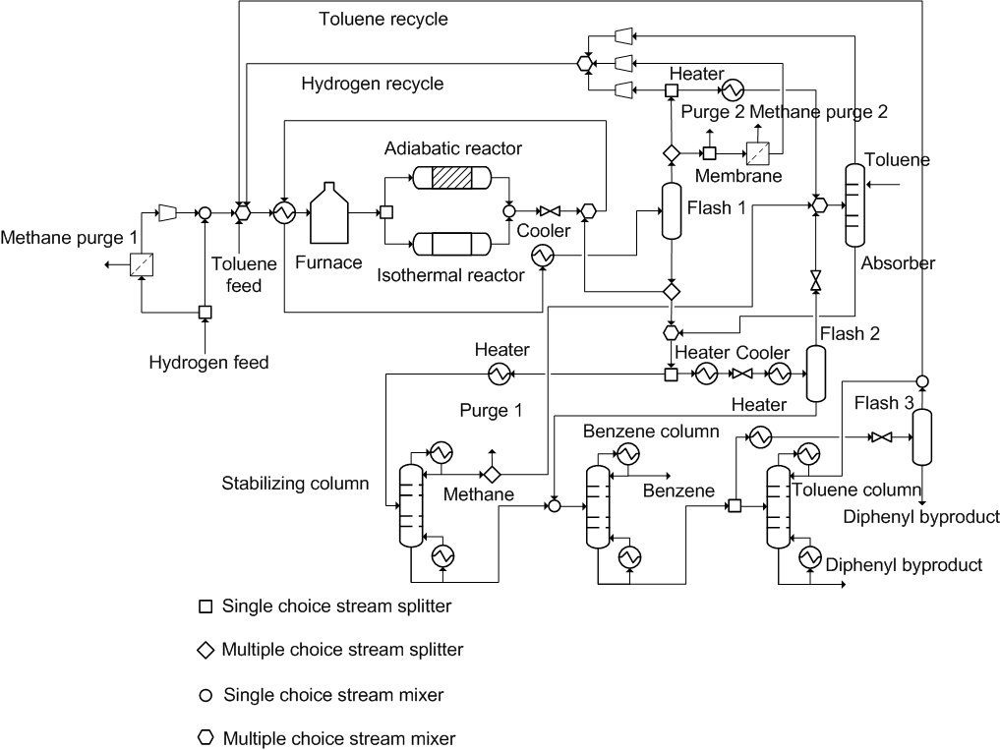 Toluene recycle
Hydrogen recycle
Heater
Purge 2 Methane purge 2
Adiabatic reactor
Toluene
Membrane
Flash 1
Cooler
Methane purge 1
Toluene
feed
Furnace
Isothermal reactor
Absorber
Flash 2
Hydrogen feed
Heater
Heater Cooler
Purge 1
Heater
Flash 3
Benzene column
Stabilizing column
Methane
Benzene
Toluene column
Diphenyl byproduct
Diphenyl byproduct
Single choice stream splitter
Multiple choice stream splitter
Single choice stream mixer
Multiple choice stream mixer